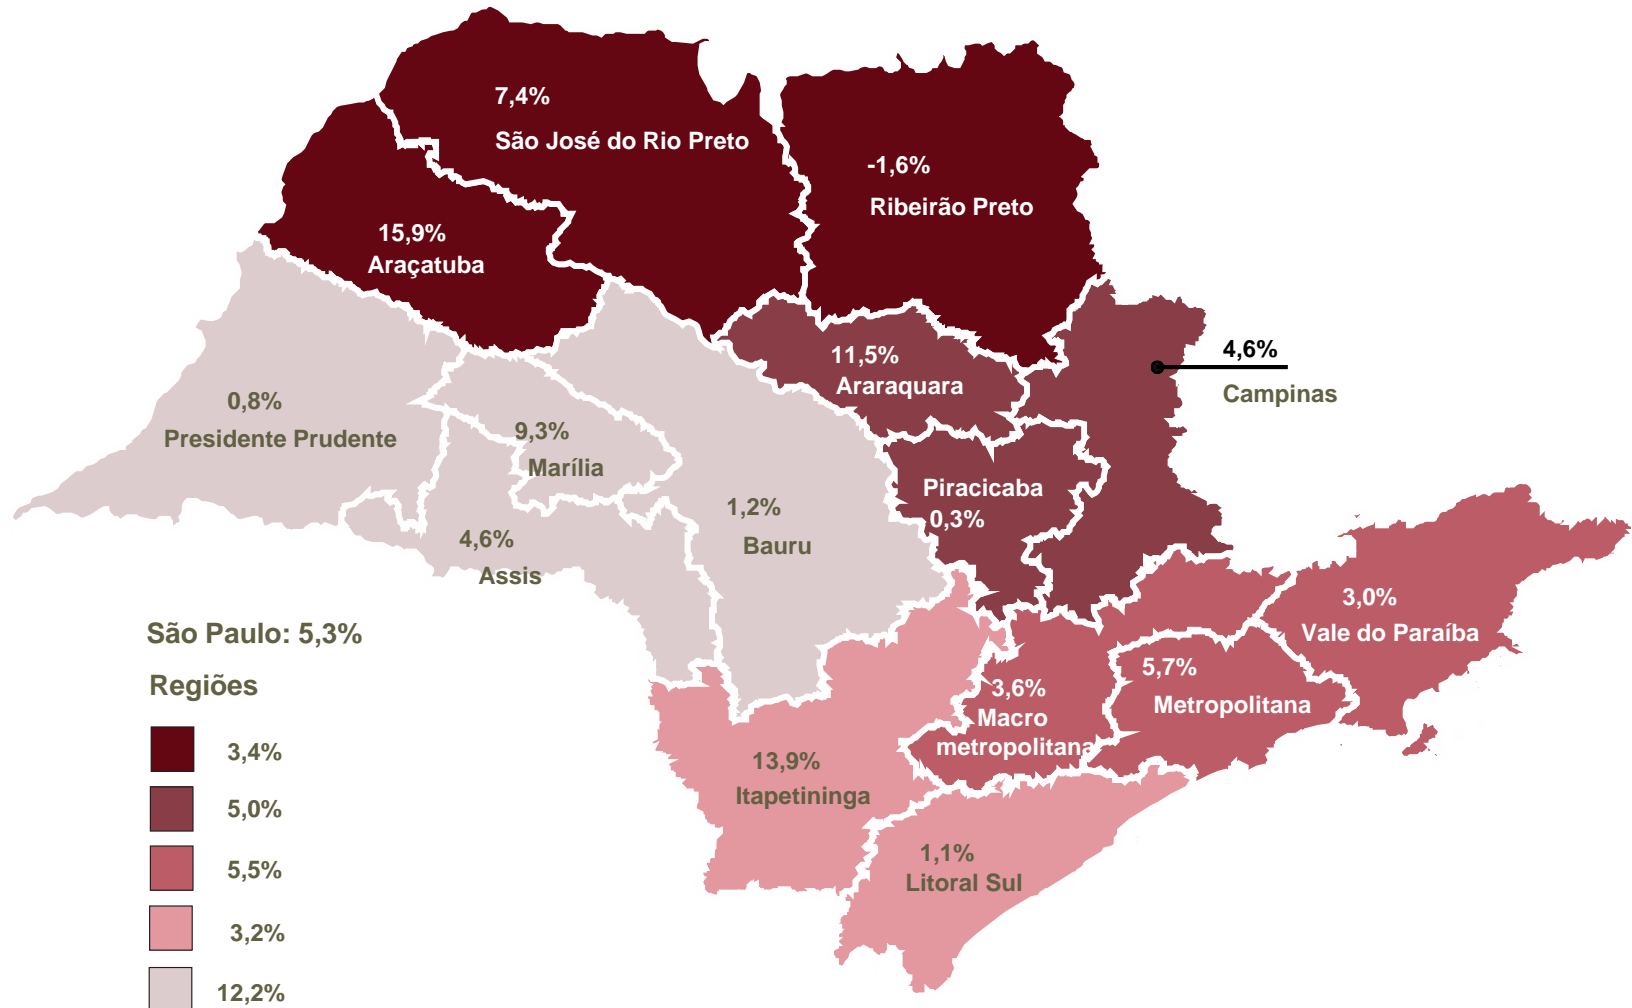 7,4%
São José do Rio Preto
-1,6%
Ribeirão Preto
15,9%
Araçatuba
11,5%
Araraquara
4,6%
Campinas
0,8%
Presidente Prudente
9,3%
Marília
Piracicaba
0,3%
1,2%
Bauru
4,6%
Assis
3,0%
Vale do Paraíba
5,7%
Metropolitana
3,6%
Macro
metropolitana
13,9%
Itapetininga
1,1%
Litoral Sul
São Paulo: 5,3%
Regiões
3,4%
5,0%
5,5%
3,2%
12,2%